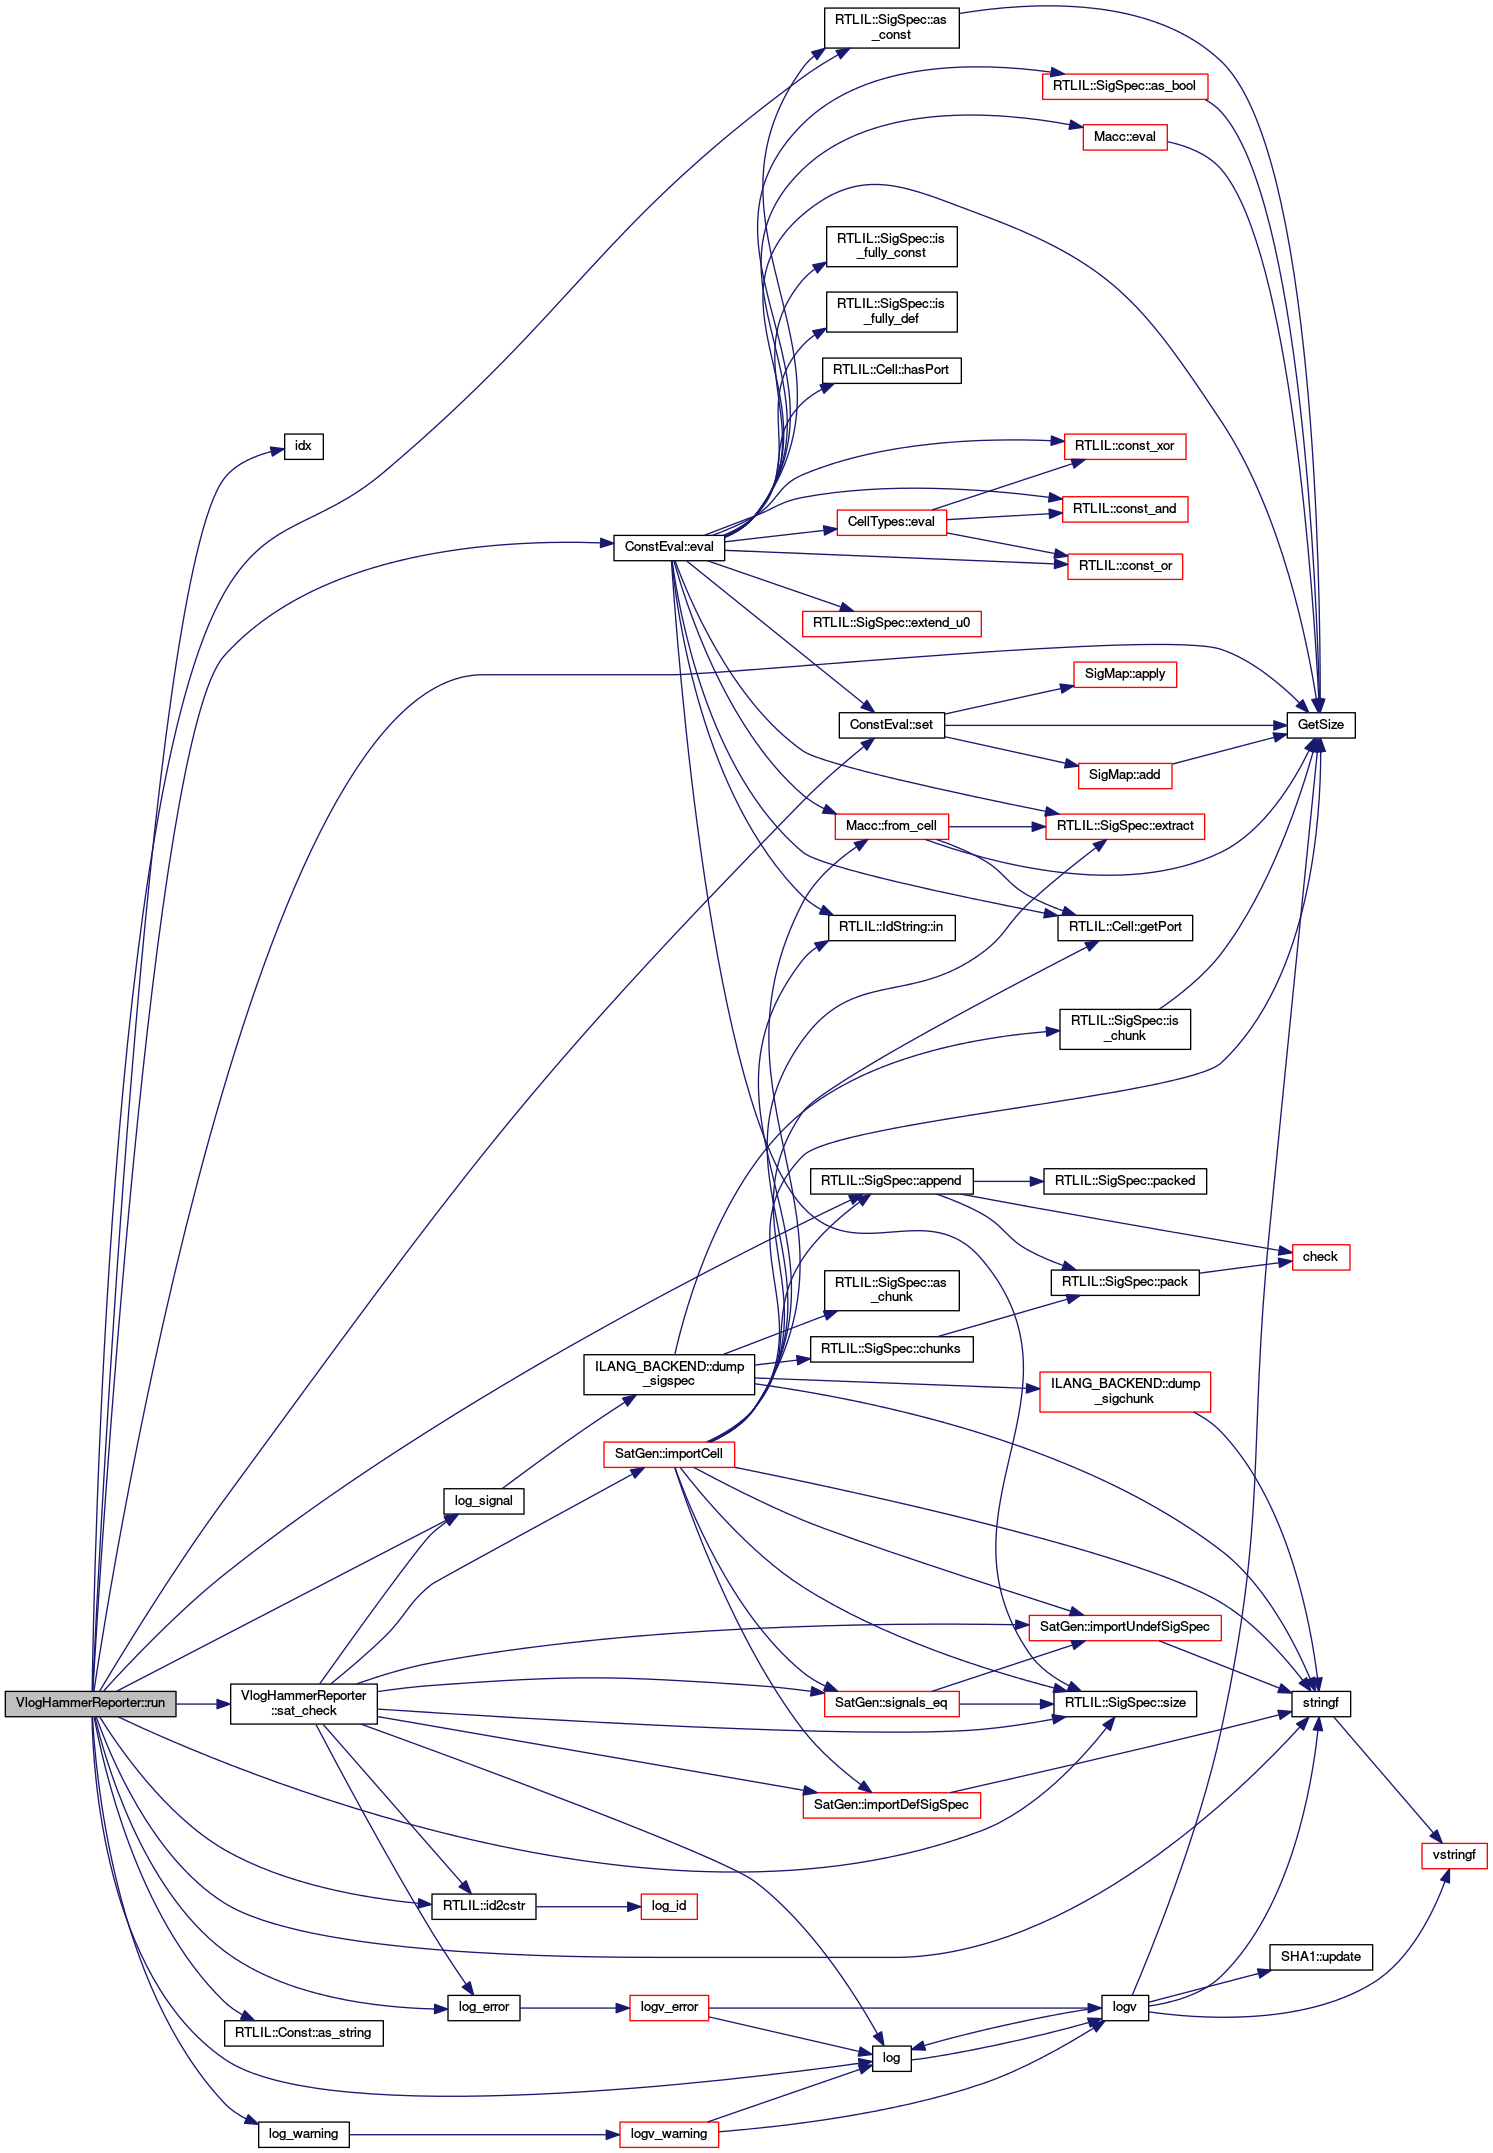 RTLIL::SigSpec::as
_const
RTLIL::SigSpec::as_bool
Macc::eval
RTLIL::SigSpec::is
_fully_const
RTLIL::SigSpec::is
_fully_def
RTLIL::Cell::hasPort
idx
RTLIL::const_xor
RTLIL::const_and
CellTypes::eval
ConstEval::eval
RTLIL::const_or
RTLIL::SigSpec::extend_u0
SigMap::apply
ConstEval::set
GetSize
SigMap::add
Macc::from_cell
RTLIL::SigSpec::extract
RTLIL::IdString::in
RTLIL::Cell::getPort
RTLIL::SigSpec::is
_chunk
RTLIL::SigSpec::append
RTLIL::SigSpec::packed
check
RTLIL::SigSpec::pack
RTLIL::SigSpec::as
_chunk
RTLIL::SigSpec::chunks
ILANG_BACKEND::dump
_sigspec
ILANG_BACKEND::dump
_sigchunk
SatGen::importCell
log_signal
SatGen::importUndefSigSpec
VlogHammerReporter::run
VlogHammerReporter
::sat_check
SatGen::signals_eq
RTLIL::SigSpec::size
stringf
SatGen::importDefSigSpec
vstringf
RTLIL::id2cstr
log_id
SHA1::update
log_error
logv_error
logv
RTLIL::Const::as_string
log
log_warning
logv_warning